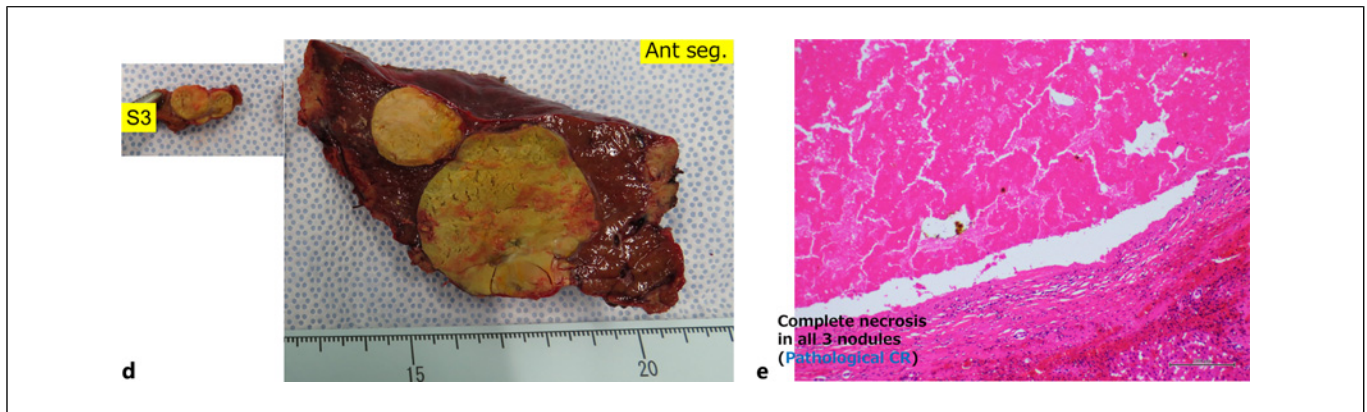 S3
Ant seg.
15
20
d
Complete necrosis
in all 3 nodules
(Pathological CR)
e